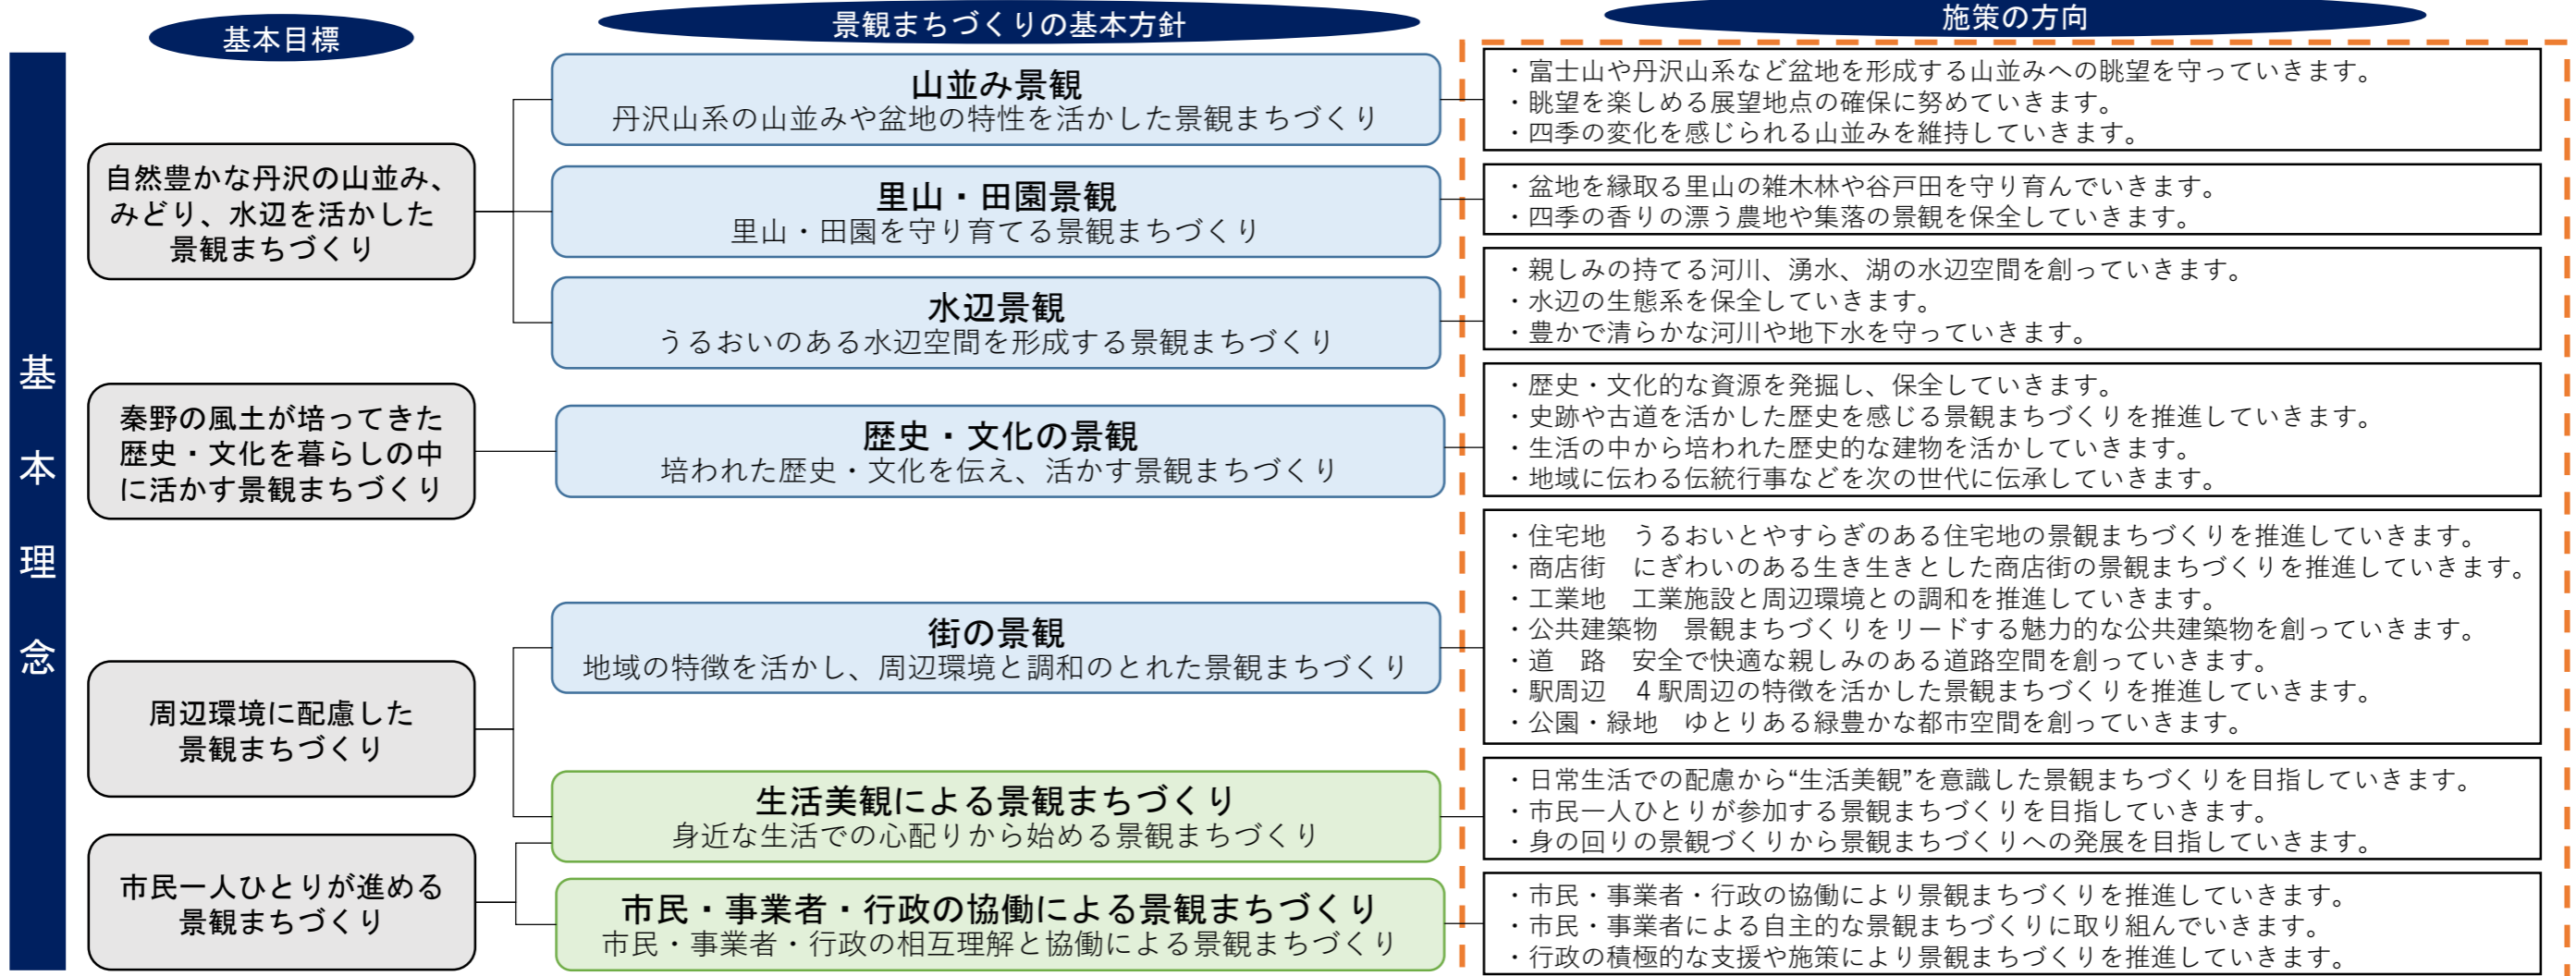 基本目標
景観まちづくりの基本方針
施策の方向
基本理念
自然豊かな丹沢の山並み、
みどり、水辺を活かした
景観まちづくり
山並み景観
丹沢山系の山並みや盆地の特性を活かした景観まちづくり
・富士山や丹沢山系など盆地を形成する山並みへの眺望を守っていきます。
・眺望を楽しめる展望地点の確保に努めていきます。
・四季の変化を感じられる山並みを維持していきます。
里山・田園景観
里山・田園を守り育てる景観まちづくり
・盆地を縁取る里山の雑木林や谷戸田を守り育んでいきます。
・四季の香りの漂う農地や集落の景観を保全していきます。
水辺景観
うるおいのある水辺空間を形成する景観まちづくり
・親しみの持てる河川、湧水、湖の水辺空間を創っていきます。
・水辺の生態系を保全していきます。
・豊かで清らかな河川や地下水を守っていきます。
秦野の風土が培ってきた
歴史・文化を暮らしの中
に活かす景観まちづくり
歴史・文化の景観
培われた歴史・文化を伝え、活かす景観まちづくり
・歴史・文化的な資源を発掘し、保全していきます。
・史跡や古道を活かした歴史を感じる景観まちづくりを推進していきます。
・生活の中から培われた歴史的な建物を活かしていきます。
・地域に伝わる伝統行事などを次の世代に伝承していきます。
周辺環境に配慮した
景観まちづくり
街の景観
地域の特徴を活かし、周辺環境と調和のとれた景観まちづくり
・住宅地　うるおいとやすらぎのある住宅地の景観まちづくりを推進していきます。
・商店街　にぎわいのある生き生きとした商店街の景観まちづくりを推進していきます。
・工業地　工業施設と周辺環境との調和を推進していきます。
・公共建築物　景観まちづくりをリードする魅力的な公共建築物を創っていきます。
・道　路　安全で快適な親しみのある道路空間を創っていきます。
・駅周辺　４駅周辺の特徴を活かした景観まちづくりを推進していきます。
・公園・緑地　ゆとりある緑豊かな都市空間を創っていきます。
生活美観による景観まちづくり
身近な生活での心配りから始める景観まちづくり
・日常生活での配慮から“生活美観”を意識した景観まちづくりを目指していきます。
・市民一人ひとりが参加する景観まちづくりを目指していきます。
・身の回りの景観づくりから景観まちづくりへの発展を目指していきます。
市民一人ひとりが進める
景観まちづくり
市民・事業者・行政の協働による景観まちづくり
市民・事業者・行政の相互理解と協働による景観まちづくり
・市民・事業者・行政の協働により景観まちづくりを推進していきます。
・市民・事業者による自主的な景観まちづくりに取り組んでいきます。
・行政の積極的な支援や施策により景観まちづくりを推進していきます。